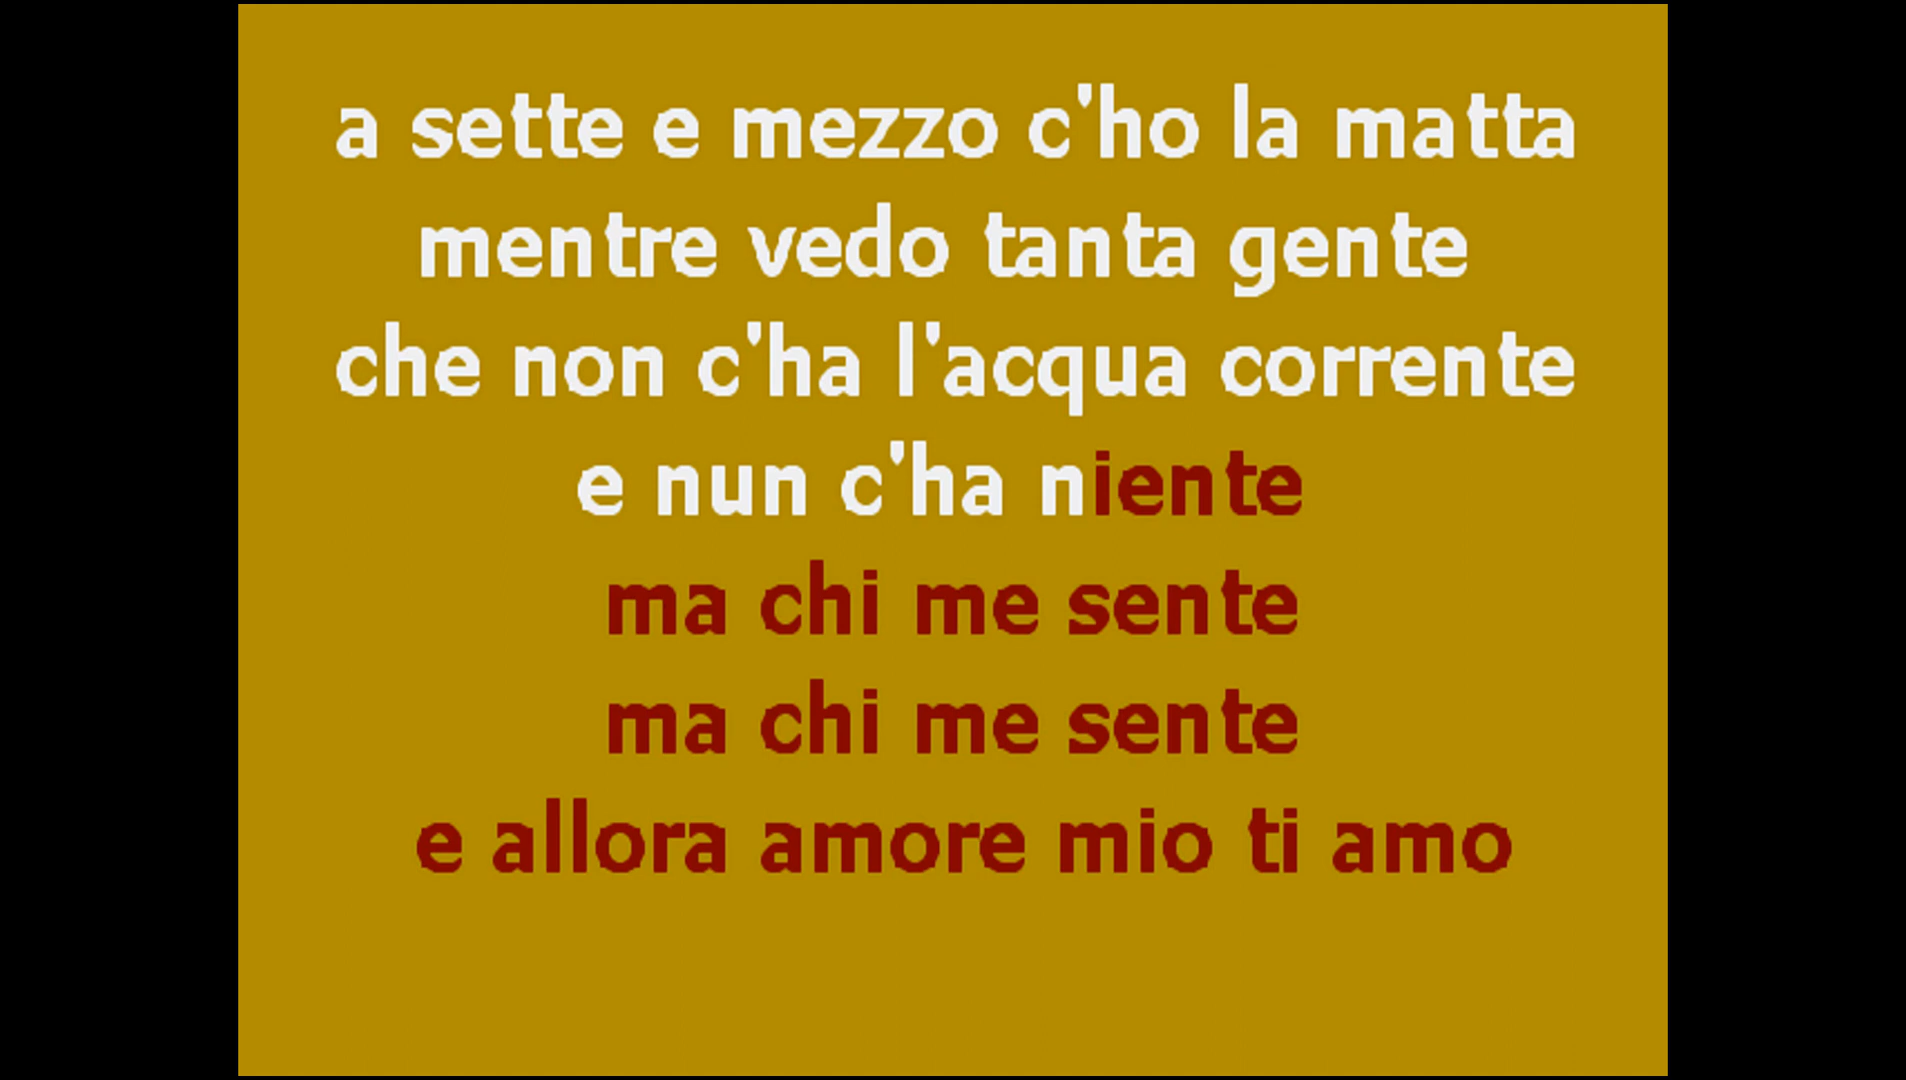 a sette e mezzo c'ho la matta
mentre vedo tanta gente
che non c'ha l'acqua corrente
e nun c'ha niente
ma chi me sente
ma chi me sente
e allora amore mio ti amo